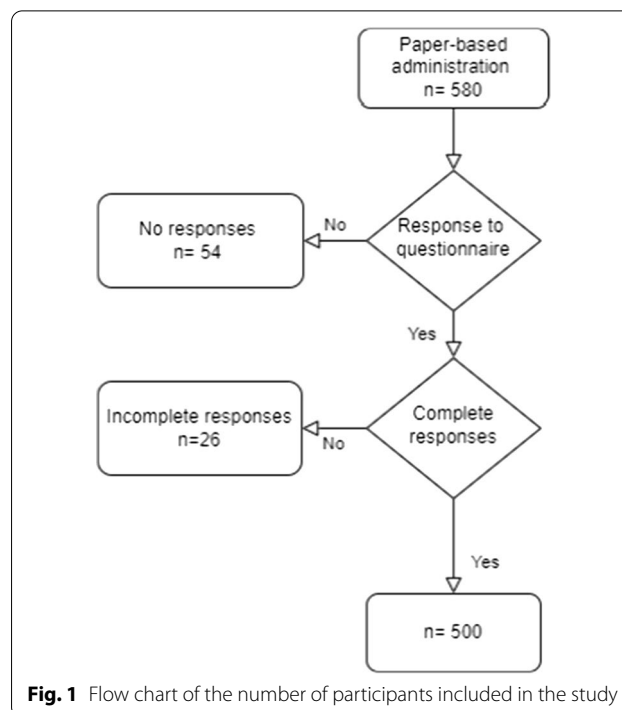 Paper-based
administration
n= 580
No responses
n= 54
No
Response to
questionnaire
Yes
Incomplete responses
n=26
No
Complete
responses
Yes
n= 500
Fig. 1 Flow chart of the number of participants included in the study